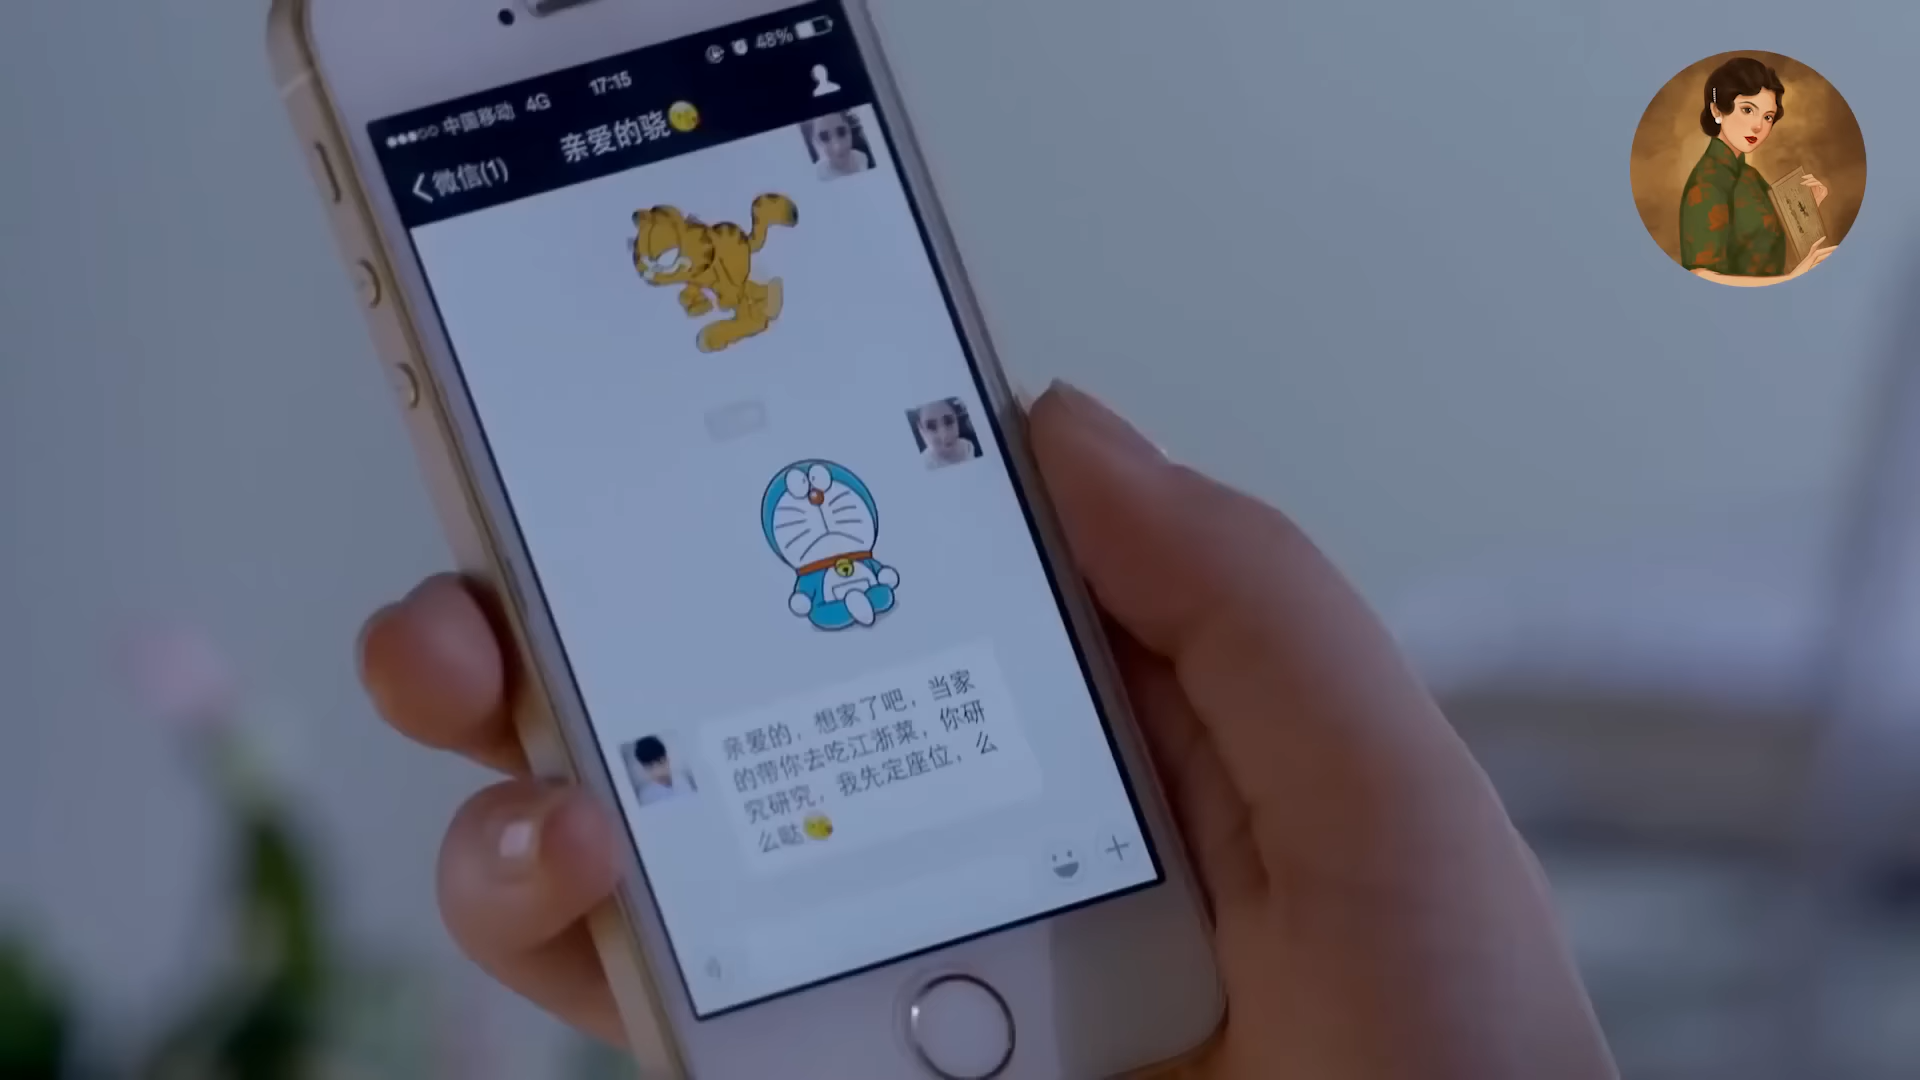 中国移动 4G 17:15 48%
微信(1) 亲爱的骁
亲爱的，想家了吧，当家
的带你去吃江浙菜，你研
究研究，我先定座位，么
么哒